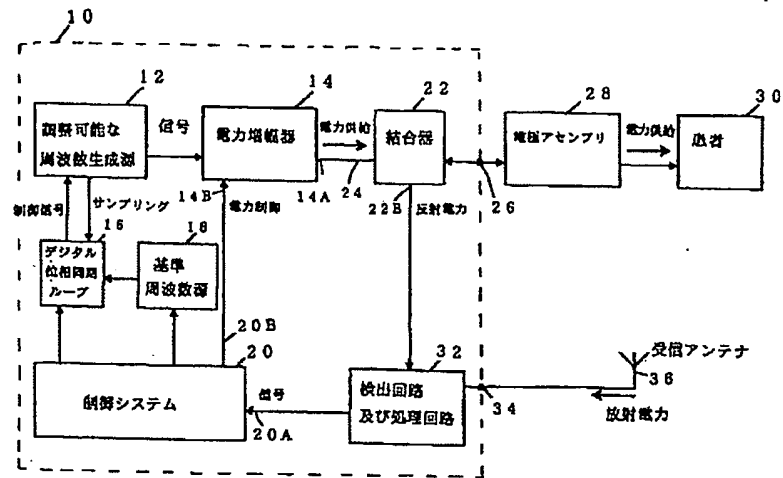 10
12
14
22
28
30
調整可能な
周波数生成源
信号
電力増幅器
電力供給
結合器
電極アセンブリ
電力供給
患者
14A
24
14B
電力制御
22B
反射電力
26
制御信号
サンプリング
16
18
デジタル
位相同期
ループ
基準
周波数源
20B
20
32
受信アンテナ
36
制御システム
信号
20A
検出回路
及び処理回路
34
放射電力